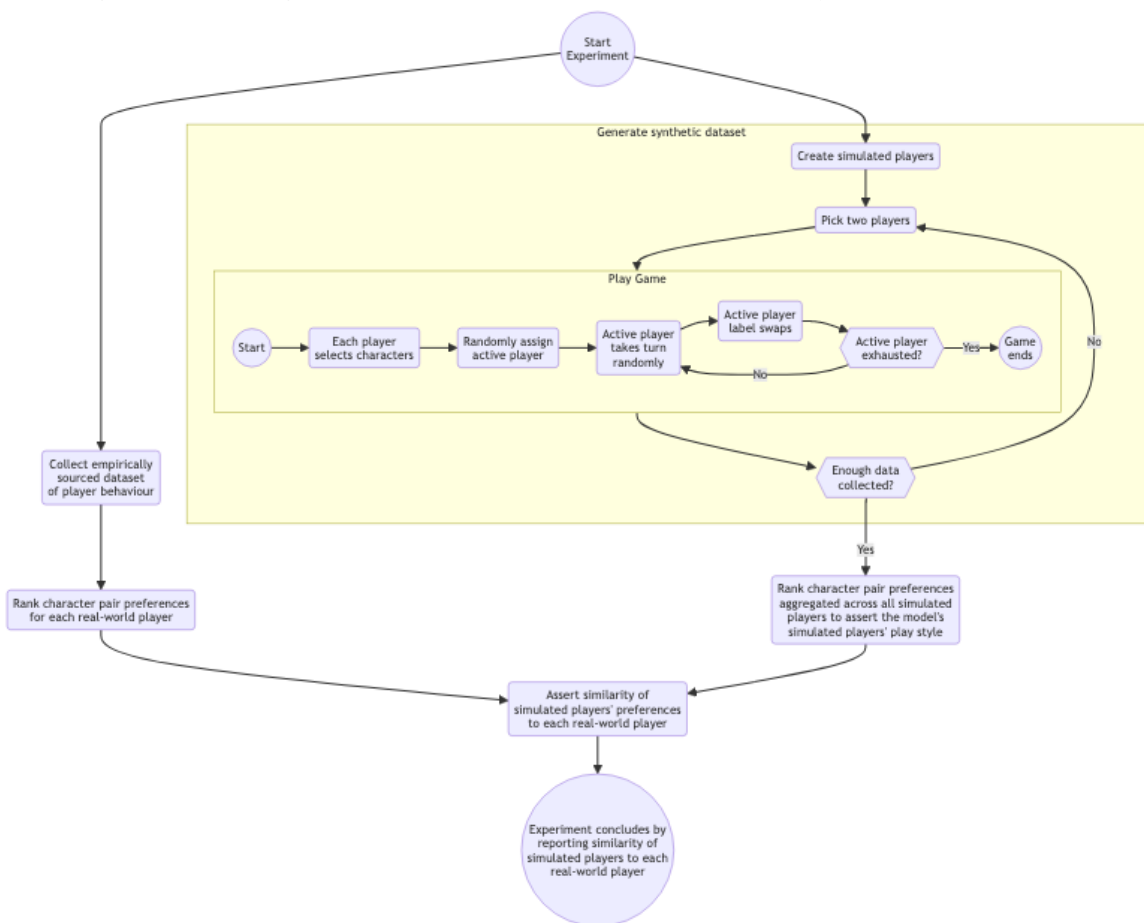 Start
Experiment
Generate synthetic dataset
Create simulated players
Pick two players
Play Game
Start
Each player
selects characters
Randomly assign
active player
Active player
takes turn
randomly
Active player
label swaps
Active player
exhausted?
Yes
Game
ends
No
No
Collect empirically
sourced dataset
of player behaviour
Enough data
collected?
Yes
Rank character pair preferences
for each real-world player
Rank character pair preferences
aggregated across all simulated
players to assert the model's
simulated players' play style
Assert similarity of
simulated players' preferences
to each real-world player
Experiment concludes by
reporting similarity of
simulated players to each
real-world player